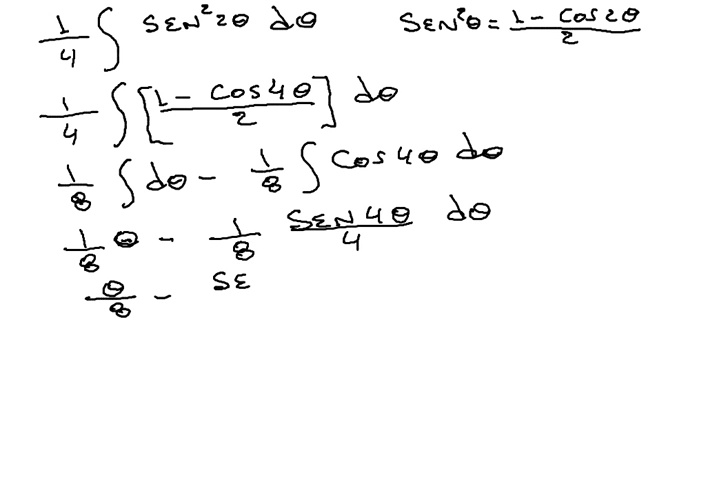 1/4 ∫ SEN²2θ dθ    SEN²θ = (1 - COS2θ)/2
1/4 ∫ [(1 - COS4θ)/2] dθ
1/8 ∫ dθ - 1/8 ∫ COS4θ dθ
1/8 θ - 1/8 SEN4θ/4 dθ
θ/8 - SE